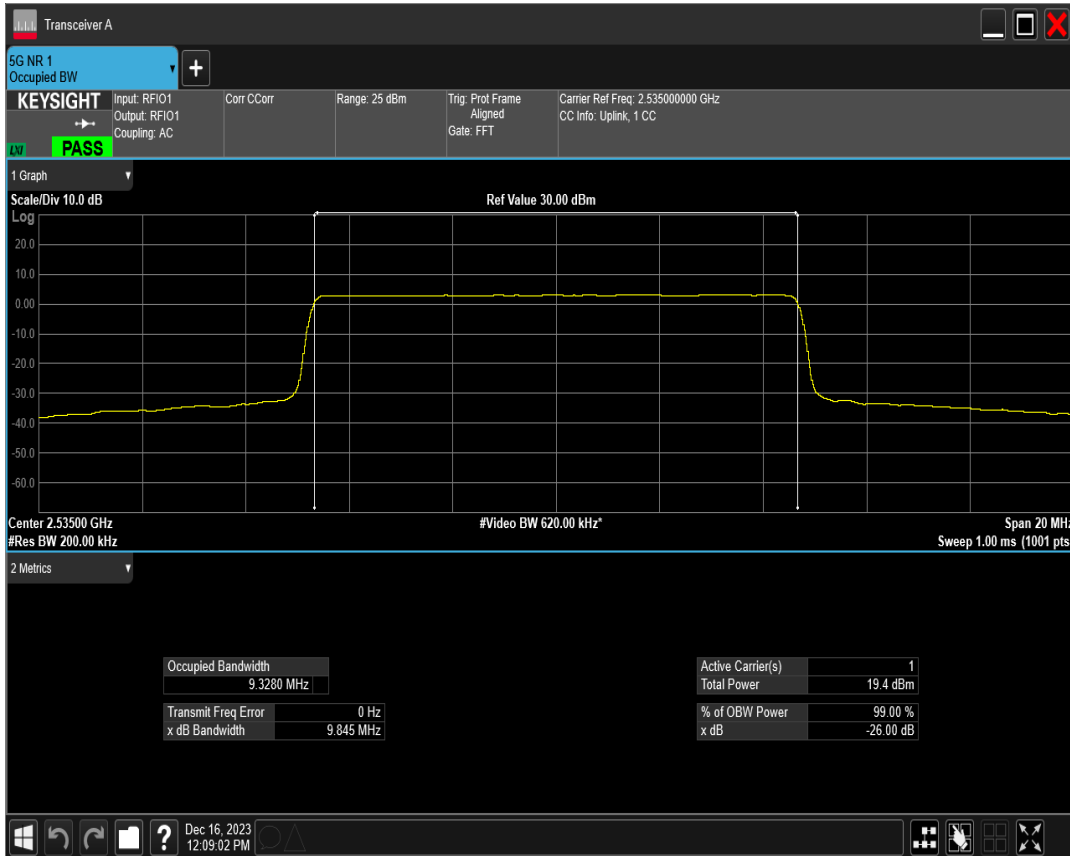 Transceiver A
5G NR 1
Occupied BW
KEYSIGHT
LXI
PASS
Input: RFIO1
Output: RFIO1
Coupling: AC
Corr CCorr
Range: 25 dBm
Trig: Prot Frame
Aligned
Gate: FFT
Carrier Ref Freq: 2.535000000 GHz
CC Info: Uplink, 1 CC
1 Graph
Scale/Div 10.0 dB
Ref Value 30.00 dBm
Log
20.0
10.0
0.00
-10.0
-20.0
-30.0
-40.0
-50.0
-60.0
Center 2.53500 GHz
#Video BW 620.00 kHz*
Span 20 MHz
#Res BW 200.00 kHz
Sweep 1.00 ms (1001 pts
2 Metrics
Occupied Bandwidth
9.3280 MHz
Transmit Freq Error 0 Hz
x dB Bandwidth 9.845 MHz
Active Carrier(s) 1
Total Power 19.4 dBm
% of OBW Power 99.00 %
x dB -26.00 dB
?
Dec 16, 2023
12:09:02 PM